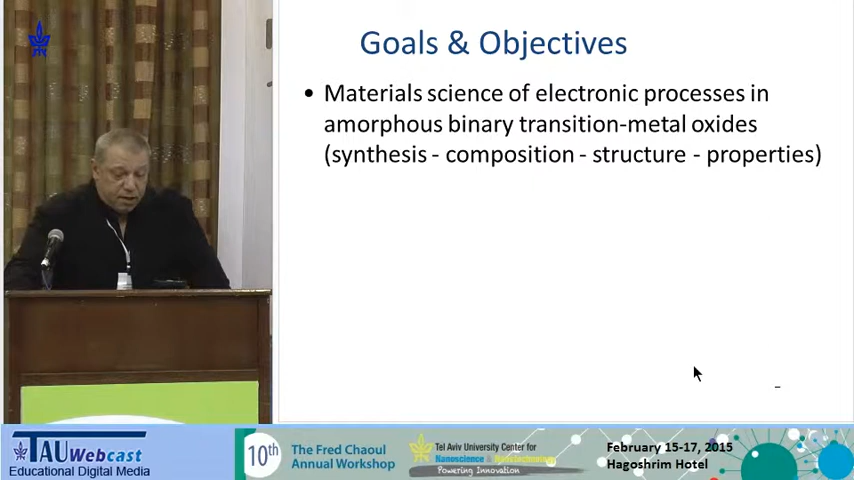 Goals & Objectives
• Materials science of electronic processes in
amorphous binary transition-metal oxides
(synthesis - composition - structure - properties)
TAU Webcast
Educational Digital Media
10th
The Fred Chaoul
Annual Workshop
Tel Aviv University Center for
Nanoscience & Nanotechnology
Powering Innovation
February 15-17, 2015
Hagoshrim Hotel